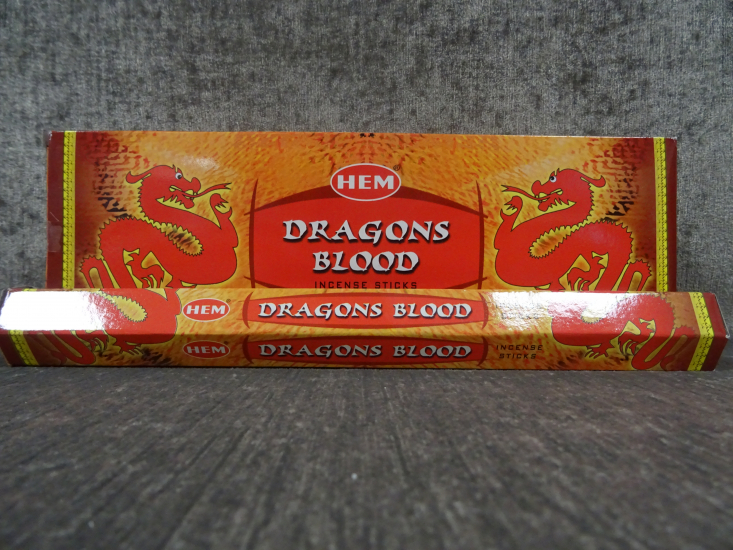 HEM
DRAGONS
BLOOD
INCENSE STICKS
HEM DRAGONS BLOOD
HEM DRAGONS BLOOD INCENSE
STICKS